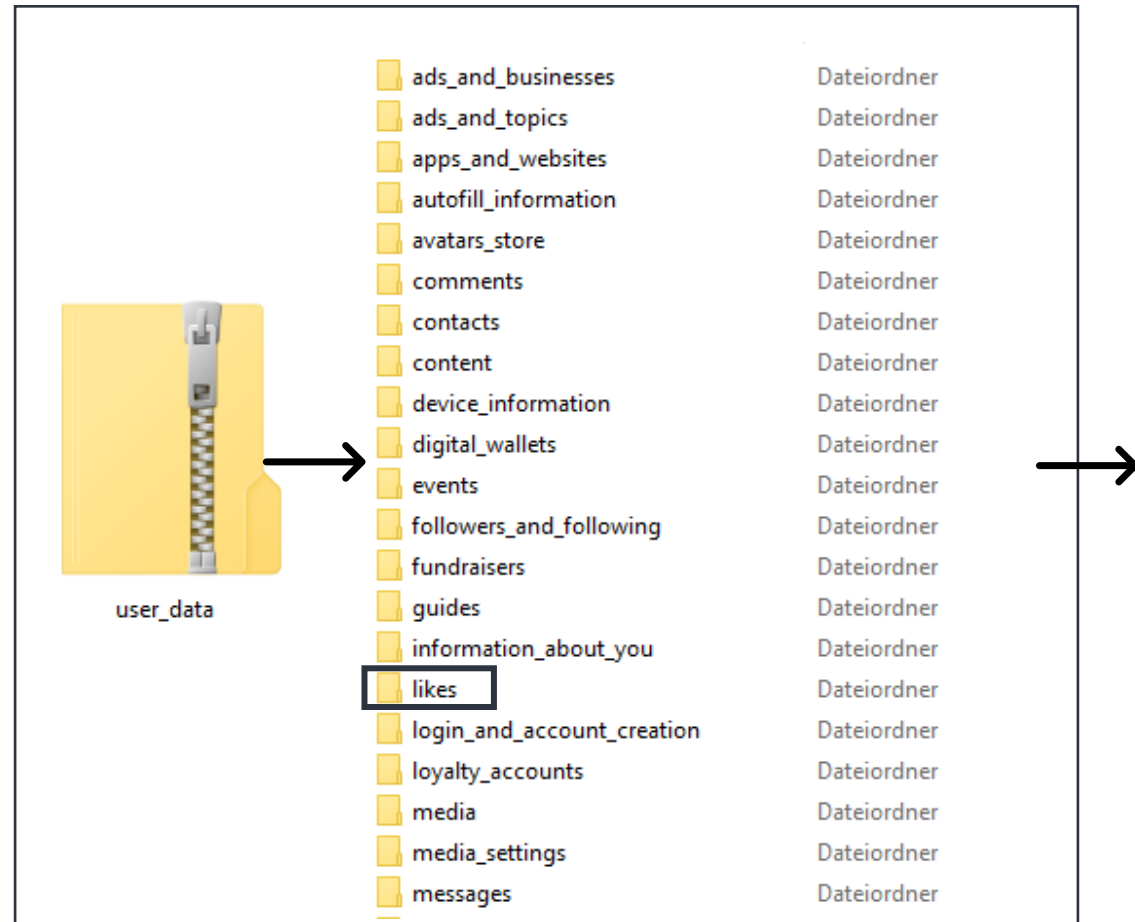 ads_and_businesses Dateiordner
ads_and_topics Dateiordner
apps_and_websites Dateiordner
autofill_information Dateiordner
avatars_store Dateiordner
comments Dateiordner
contacts Dateiordner
content Dateiordner
device_information Dateiordner
digital_wallets Dateiordner
events Dateiordner
followers_and_following Dateiordner
fundraisers Dateiordner
user_data
guides Dateiordner
information_about_you Dateiordner
likes Dateiordner
login_and_account_creation Dateiordner
loyalty_accounts Dateiordner
media Dateiordner
media_settings Dateiordner
messages Dateiordner